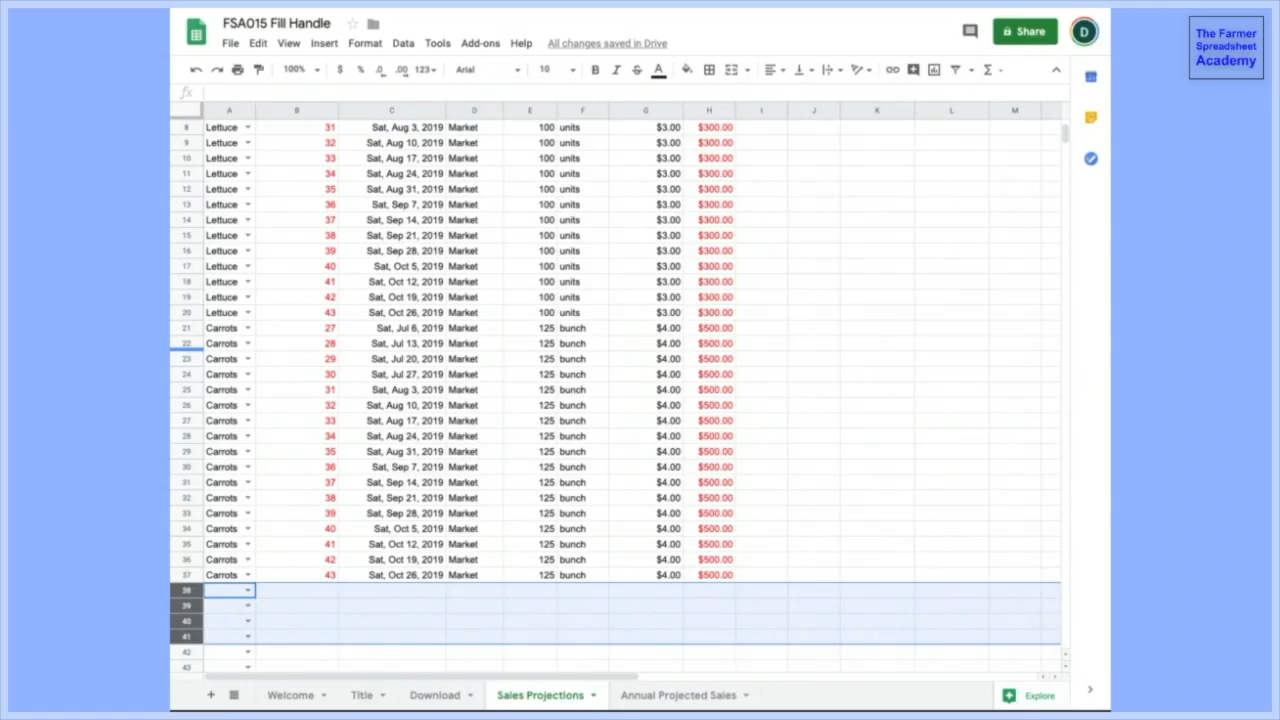 FSA015 Fill Handle
File Edit View Insert Format Data Tools Add-ons Help All changes saved in Drive
Share
D
The Farmer
Spreadsheet
Academy
100% $ % .0 .00 123 Arial 10 B I S A
fx
A B C D E F G H I J K L M
8 Lettuce 31 Sat, Aug 3, 2019 Market 100 units $3.00 $300.00
9 Lettuce 32 Sat, Aug 10, 2019 Market 100 units $3.00 $300.00
10 Lettuce 33 Sat, Aug 17, 2019 Market 100 units $3.00 $300.00
11 Lettuce 34 Sat, Aug 24, 2019 Market 100 units $3.00 $300.00
12 Lettuce 35 Sat, Aug 31, 2019 Market 100 units $3.00 $300.00
13 Lettuce 36 Sat, Sep 7, 2019 Market 100 units $3.00 $300.00
14 Lettuce 37 Sat, Sep 14, 2019 Market 100 units $3.00 $300.00
15 Lettuce 38 Sat, Sep 21, 2019 Market 100 units $3.00 $300.00
16 Lettuce 39 Sat, Sep 28, 2019 Market 100 units $3.00 $300.00
17 Lettuce 40 Sat, Oct 5, 2019 Market 100 units $3.00 $300.00
18 Lettuce 41 Sat, Oct 12, 2019 Market 100 units $3.00 $300.00
19 Lettuce 42 Sat, Oct 19, 2019 Market 100 units $3.00 $300.00
20 Lettuce 43 Sat, Oct 26, 2019 Market 100 units $3.00 $300.00
21 Carrots 27 Sat, Jul 6, 2019 Market 125 bunch $4.00 $500.00
22 Carrots 28 Sat, Jul 13, 2019 Market 125 bunch $4.00 $500.00
23 Carrots 29 Sat, Jul 20, 2019 Market 125 bunch $4.00 $500.00
24 Carrots 30 Sat, Jul 27, 2019 Market 125 bunch $4.00 $500.00
25 Carrots 31 Sat, Aug 3, 2019 Market 125 bunch $4.00 $500.00
26 Carrots 32 Sat, Aug 10, 2019 Market 125 bunch $4.00 $500.00
27 Carrots 33 Sat, Aug 17, 2019 Market 125 bunch $4.00 $500.00
28 Carrots 34 Sat, Aug 24, 2019 Market 125 bunch $4.00 $500.00
29 Carrots 35 Sat, Aug 31, 2019 Market 125 bunch $4.00 $500.00
30 Carrots 36 Sat, Sep 7, 2019 Market 125 bunch $4.00 $500.00
31 Carrots 37 Sat, Sep 14, 2019 Market 125 bunch $4.00 $500.00
32 Carrots 38 Sat, Sep 21, 2019 Market 125 bunch $4.00 $500.00
33 Carrots 39 Sat, Sep 28, 2019 Market 125 bunch $4.00 $500.00
34 Carrots 40 Sat, Oct 5, 2019 Market 125 bunch $4.00 $500.00
35 Carrots 41 Sat, Oct 12, 2019 Market 125 bunch $4.00 $500.00
36 Carrots 42 Sat, Oct 19, 2019 Market 125 bunch $4.00 $500.00
37 Carrots 43 Sat, Oct 26, 2019 Market 125 bunch $4.00 $500.00
38
39
40
41
42
43
Welcome Title Download Sales Projections Annual Projected Sales Explore